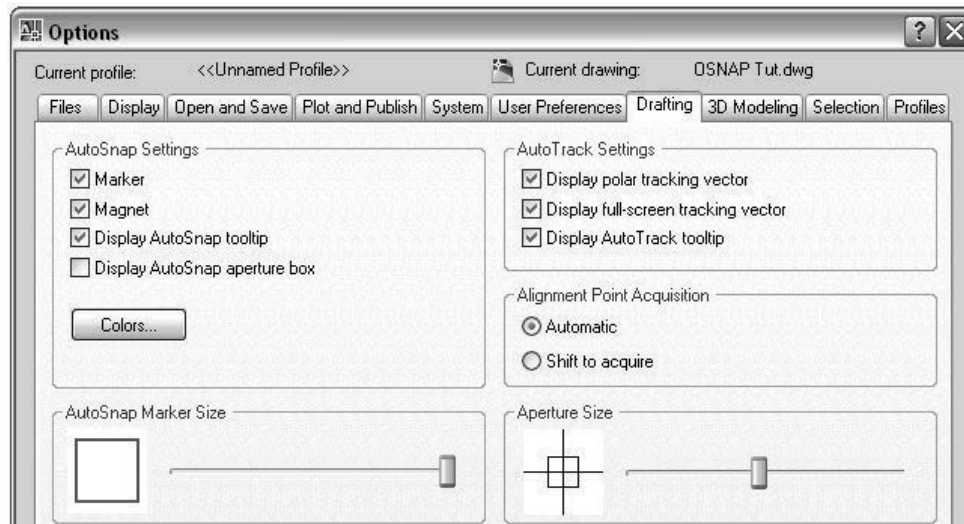 Options
Current profile: <<Unnamed Profile>> Current drawing: OSNAP Tut.dwg
Files Display Open and Save Plot and Publish System User Preferences Drafting 3D Modeling Selection Profiles
AutoSnap Settings
Marker
Magnet
Display AutoSnap tooltip
Display AutoSnap aperture box
Colors...
AutoTrack Settings
Display polar tracking vector
Display full-screen tracking vector
Display AutoTrack tooltip
Alignment Point Acquisition
Automatic
Shift to acquire
AutoSnap Marker Size
Aperture Size